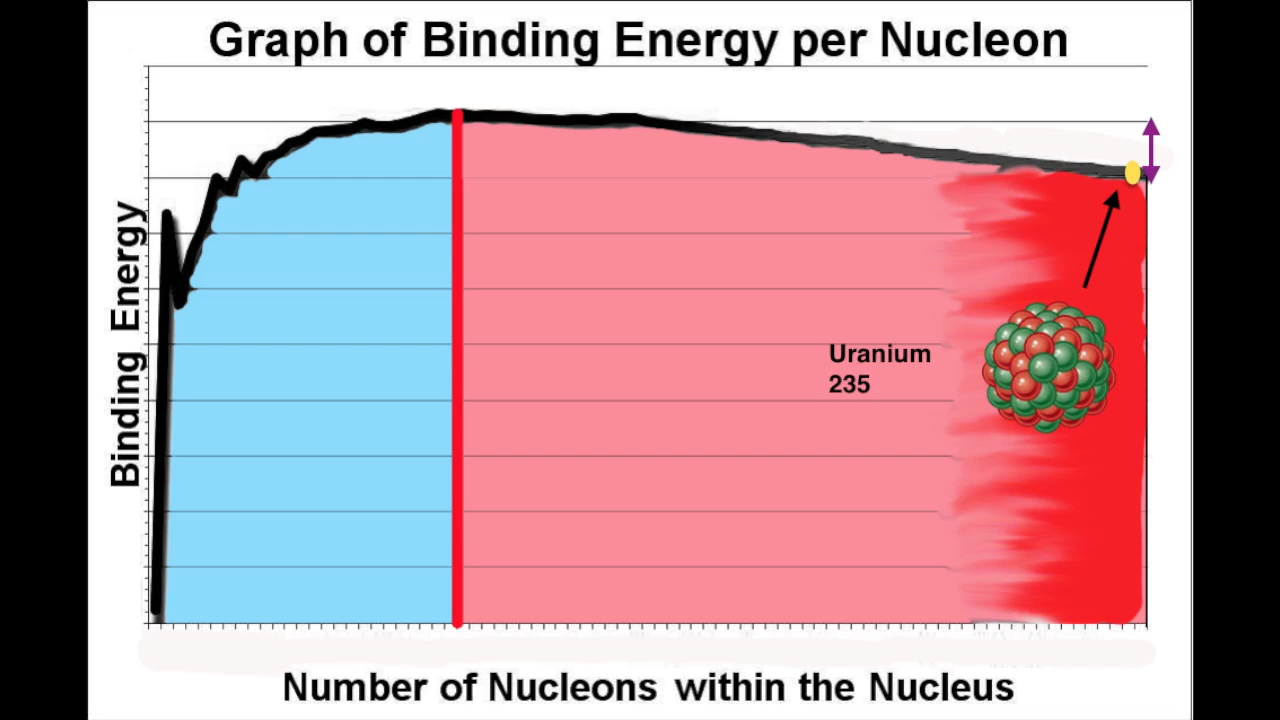 Graph of Binding Energy per Nucleon
Binding Energy
Uranium
235
Number of Nucleons within the Nucleus